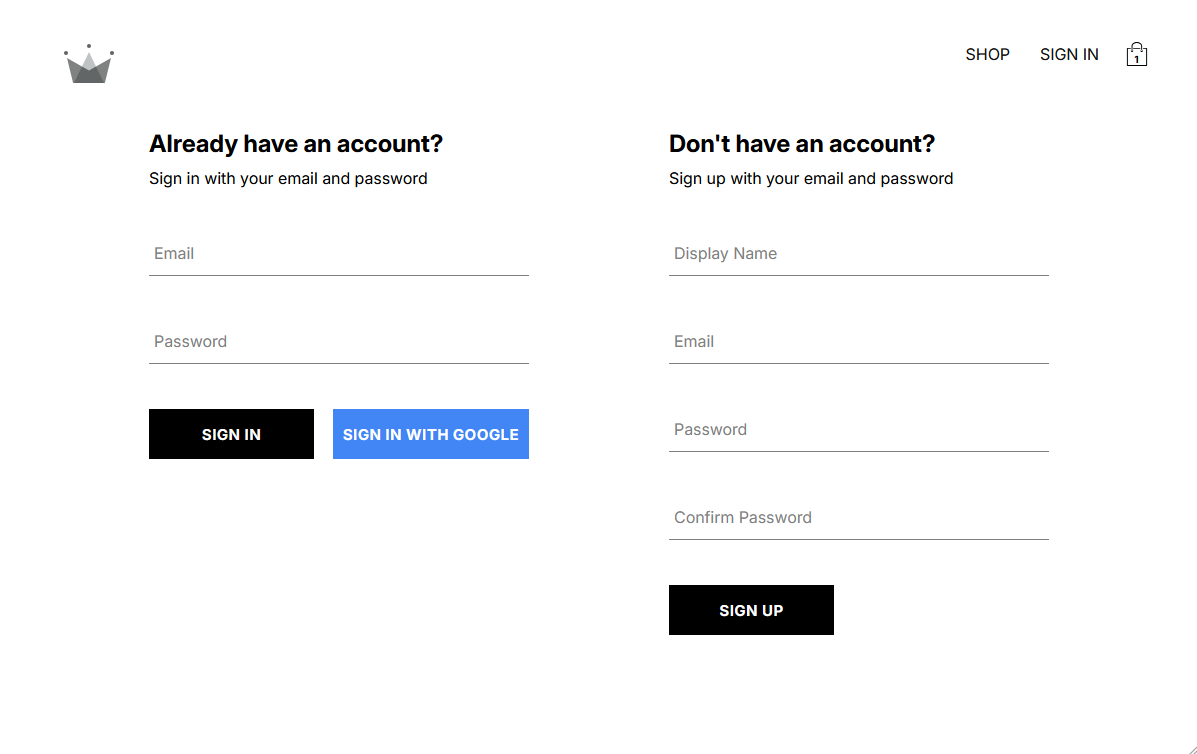 SHOP SIGN IN 1
Already have an account?
Sign in with your email and password
Email
Password
SIGN IN SIGN IN WITH GOOGLE
Don't have an account?
Sign up with your email and password
Display Name
Email
Password
Confirm Password
SIGN UP